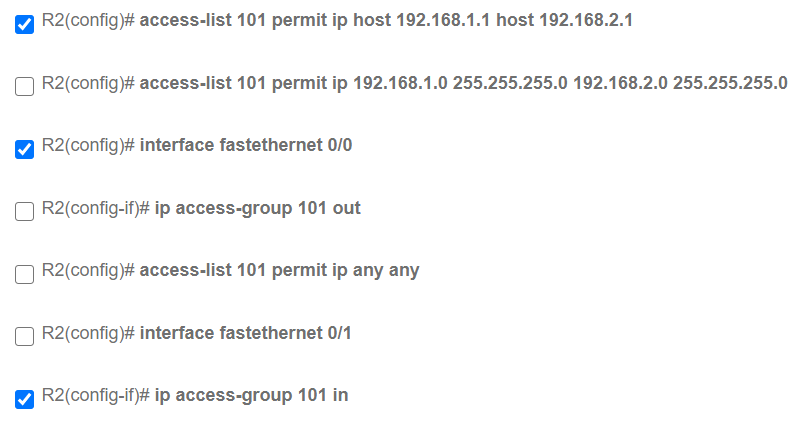 R2(config)# access-list 101 permit ip host 192.168.1.1 host 192.168.2.1
R2(config)# access-list 101 permit ip 192.168.1.0 255.255.255.0 192.168.2.0 255.255.255.0
R2(config)# interface fastethernet 0/0
R2(config-if)# ip access-group 101 out
R2(config)# access-list 101 permit ip any any
R2(config)# interface fastethernet 0/1
R2(config-if)# ip access-group 101 in